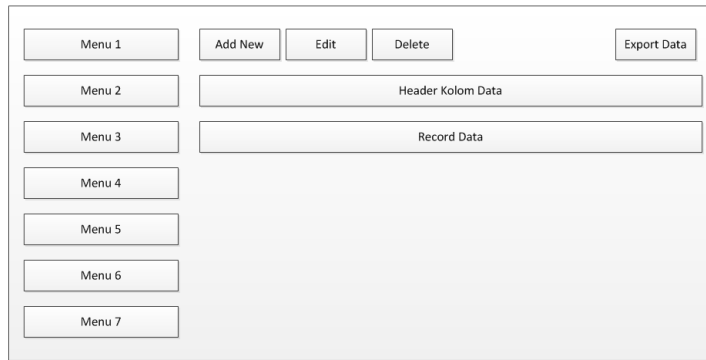 Menu 1
Add New
Edit
Delete
Export Data
Menu 2
Header Kolom Data
Menu 3
Record Data
Menu 4
Menu 5
Menu 6
Menu 7